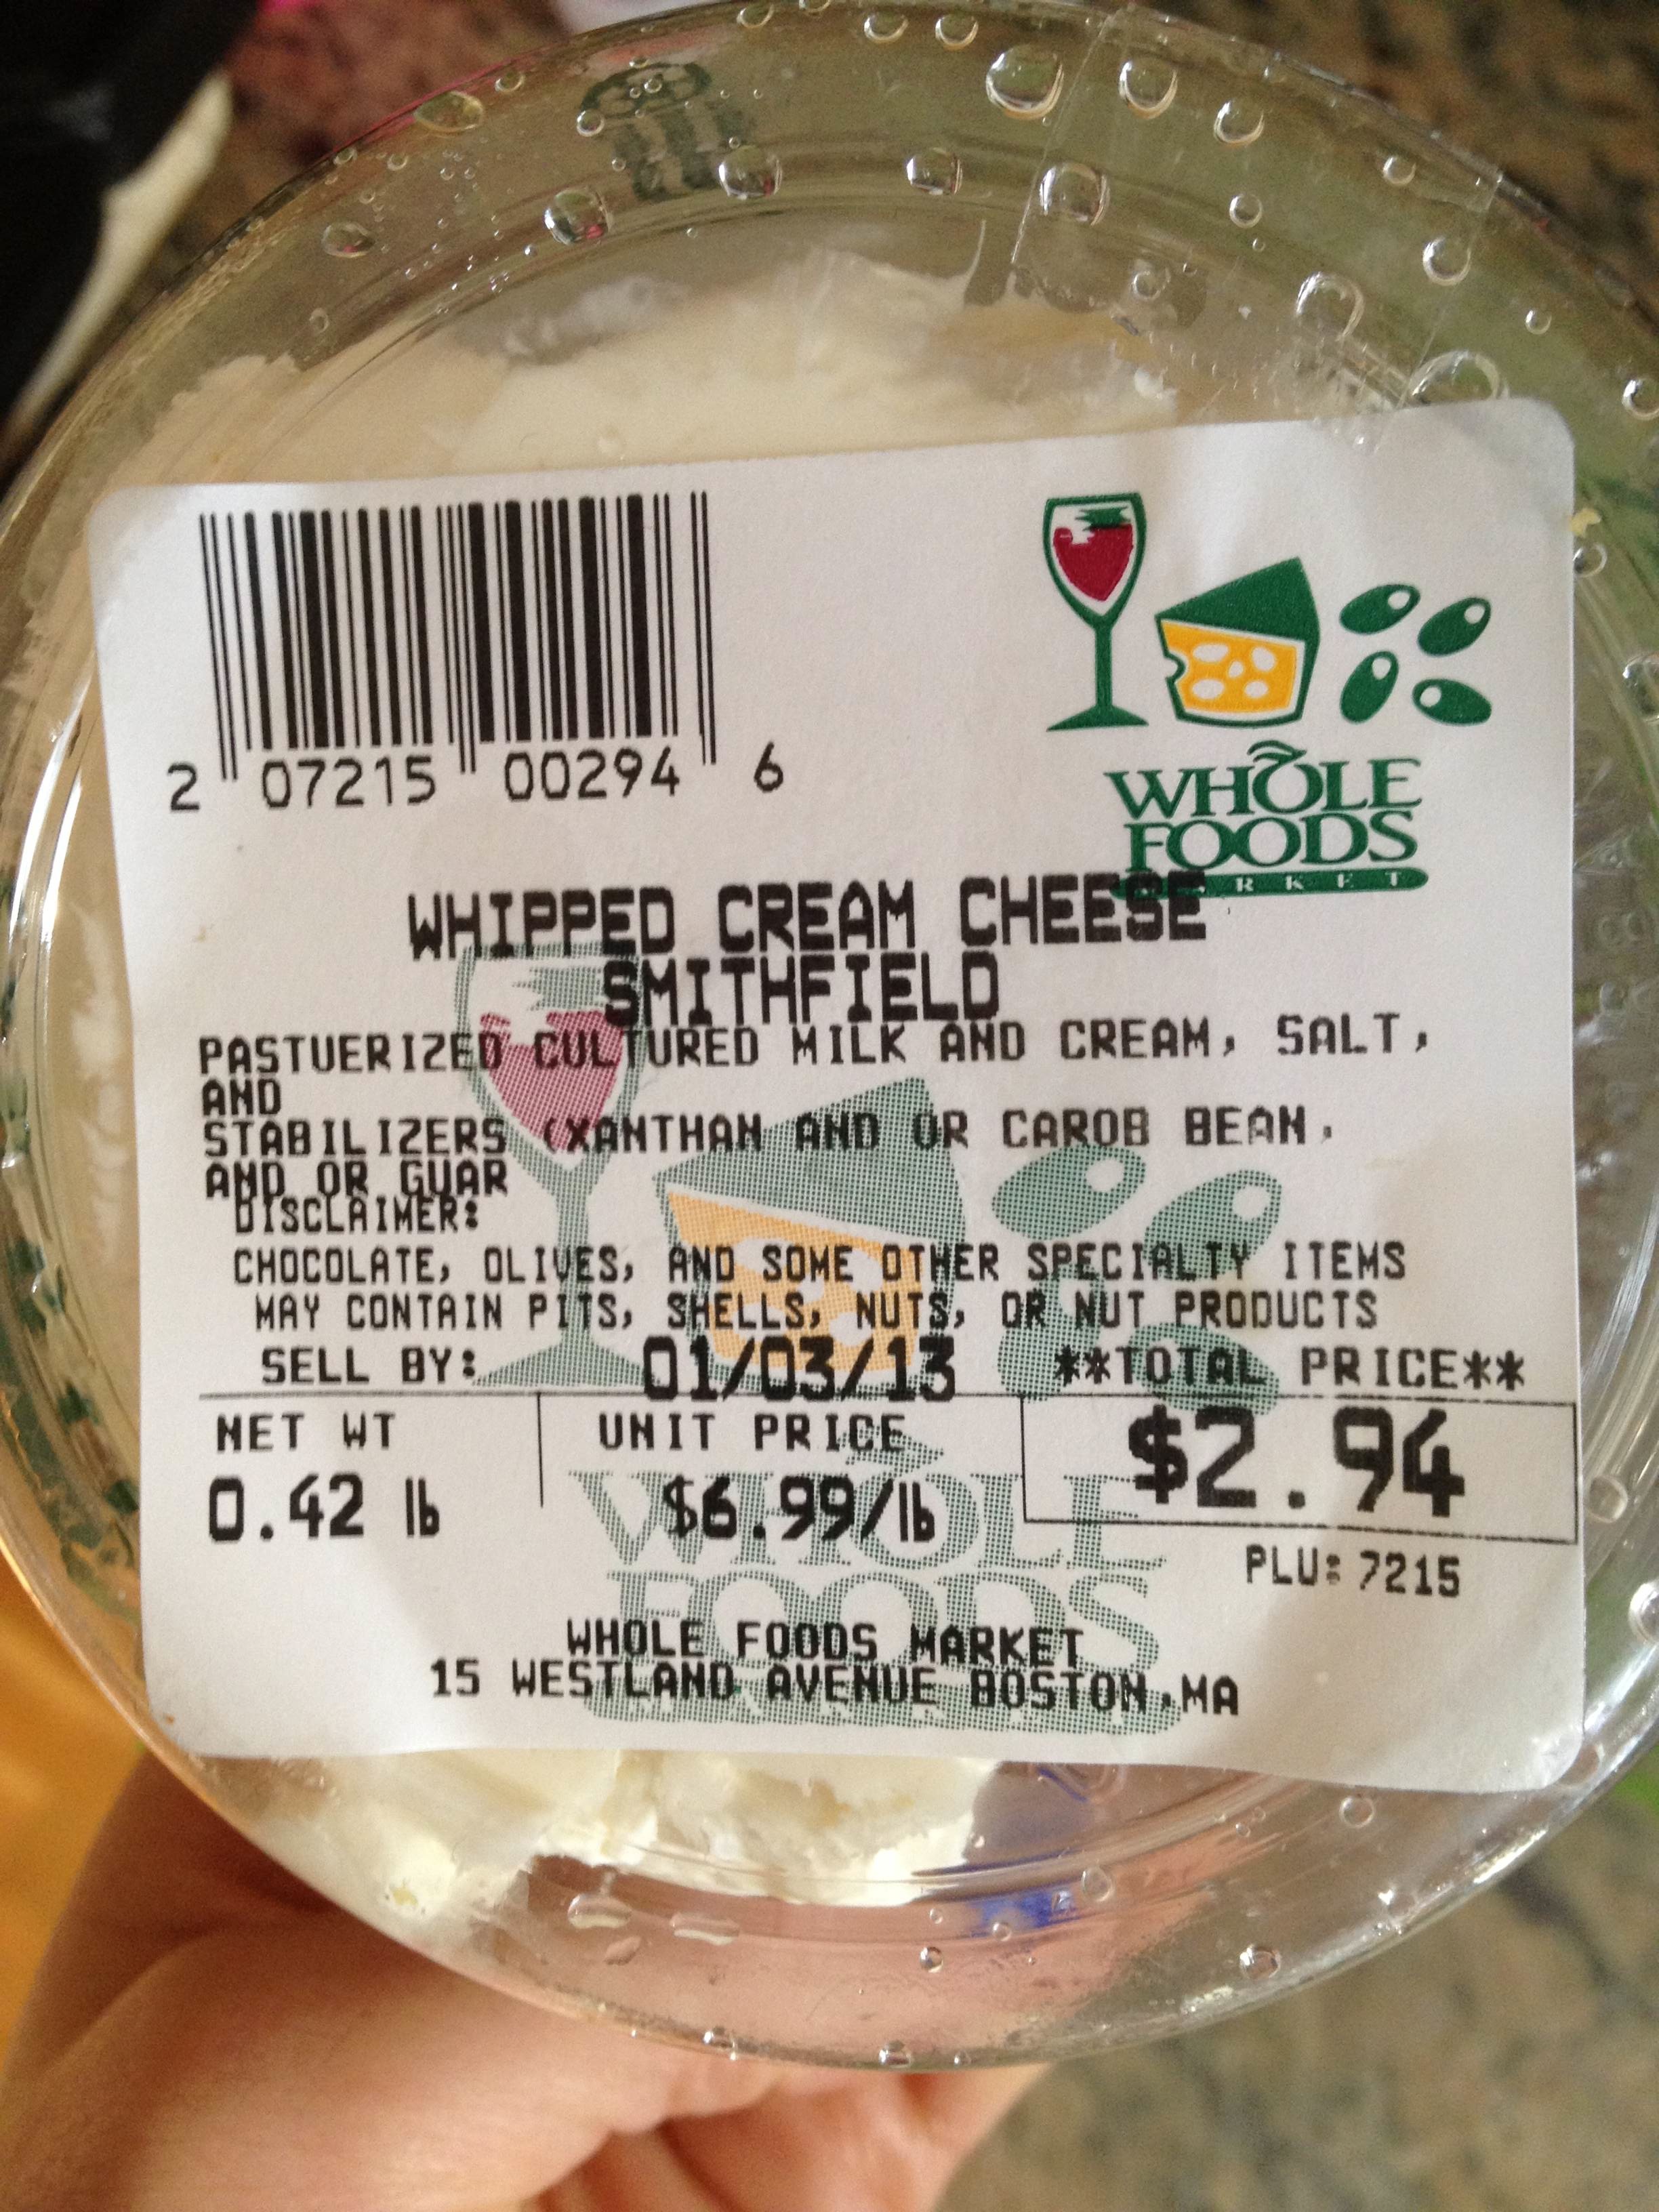 2 07215 00294 6
WHOLE
FOODS
WHIPPED CREAM CHEESE
SMITHFIELD
PASTUERIZED CULTURED MILK AND CREAM, SALT,
AND
STABILIZERS (XANTHAN AND OR CAROB BEAN,
AND OR GUAR
DISCLAIMER:
CHOCOLATE, OLIVES, AND SOME OTHER SPECIALTY ITEMS
MAY CONTAIN PITS, SHELLS, NUTS, OR NUT PRODUCTS
SELL BY: 01/03/13 **TOTAL PRICE**
NET WT UNIT PRICE $2.94
0.42 lb $6.99/lb
PLU: 7215
WHOLE
FOODS
WHOLE FOODS MARKET
15 WESTLAND AVENUE BOSTON,MA